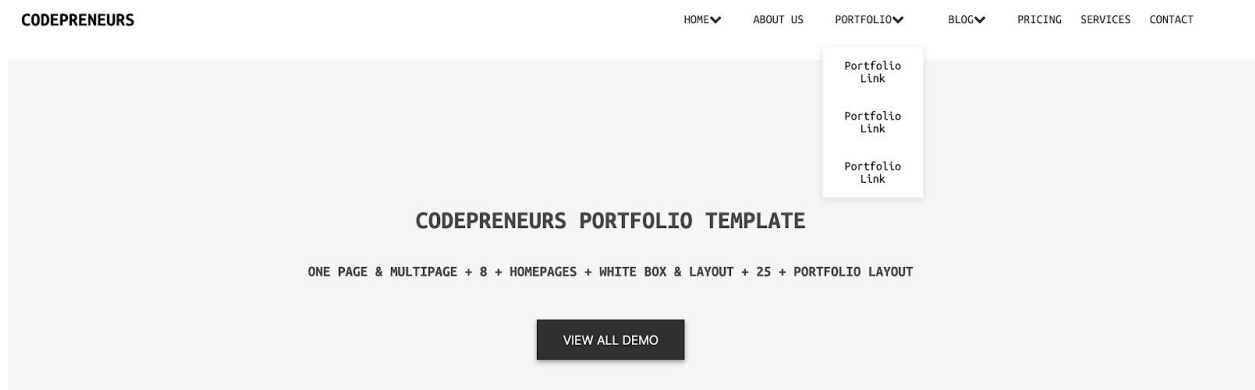 CODEPRENEURS
HOME ABOUT US PORTFOLIO BLOG PRICING SERVICES CONTACT
Portfolio
Link
Portfolio
Link
Portfolio
Link
CODEPRENEURS PORTFOLIO TEMPLATE
ONE PAGE & MULTIPAGE + 8 + HOMEPAGES + WHITE BOX & LAYOUT + 25 + PORTFOLIO LAYOUT
VIEW ALL DEMO